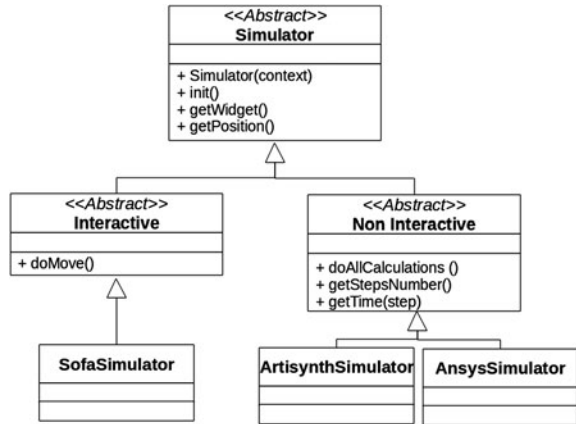 <<Abstract>>
Simulator
+ Simulator(context)
+ init()
+ getWidget()
+ getPosition()
<<Abstract>>
Interactive
+ doMove()
<<Abstract>>
Non Interactive
+ doAllCalculations ()
+ getStepsNumber()
+ getTime(step)
SofaSimulator
ArtisynthSimulator
AnsysSimulator